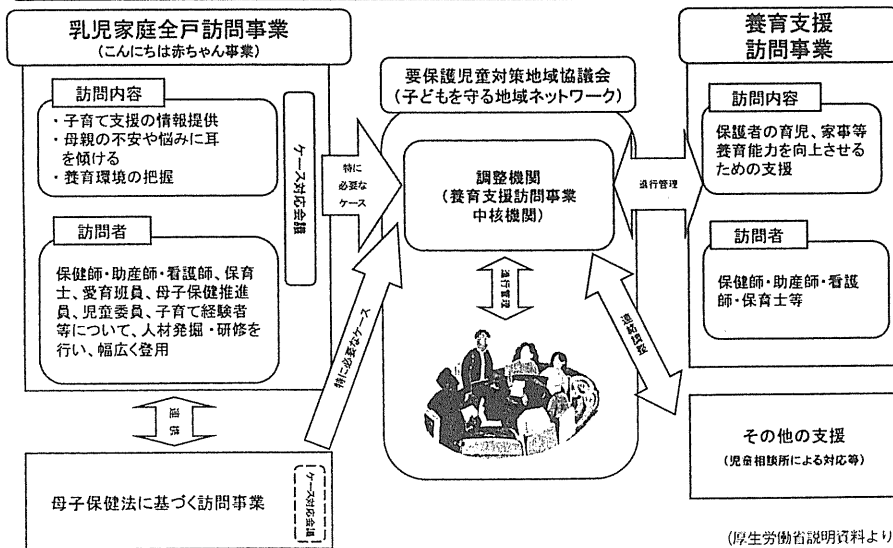 乳児家庭全戸訪問事業
(こんにちは赤ちゃん事業)
訪問内容
・子育て支援の情報提供
・母親の不安や悩みに耳
を傾ける
・養育環境の把握
ケース対応会議
訪問者
保健師・助産師・看護師、保育
士、愛育班員、母子保健推進
員、児童委員、子育て経験者
等について、人材発掘・研修を
行い、幅広く登用
連携
母子保健法に基づく訪問事業
ケース対応会議
特に
必要な
ケース
特に必要なケース
要保護児童対策地域協議会
(子どもを守る地域ネットワーク)
調整機関
(養育支援訪問事業
中核機関)
進行管理
進行管理
連絡調整
養育支援
訪問事業
訪問内容
保護者の育児、家事等
養育能力を向上させる
ための支援
訪問者
保健師・助産師・看護
師・保育士等
その他の支援
(児童相談所による対応等)
(厚生労働省説明資料より